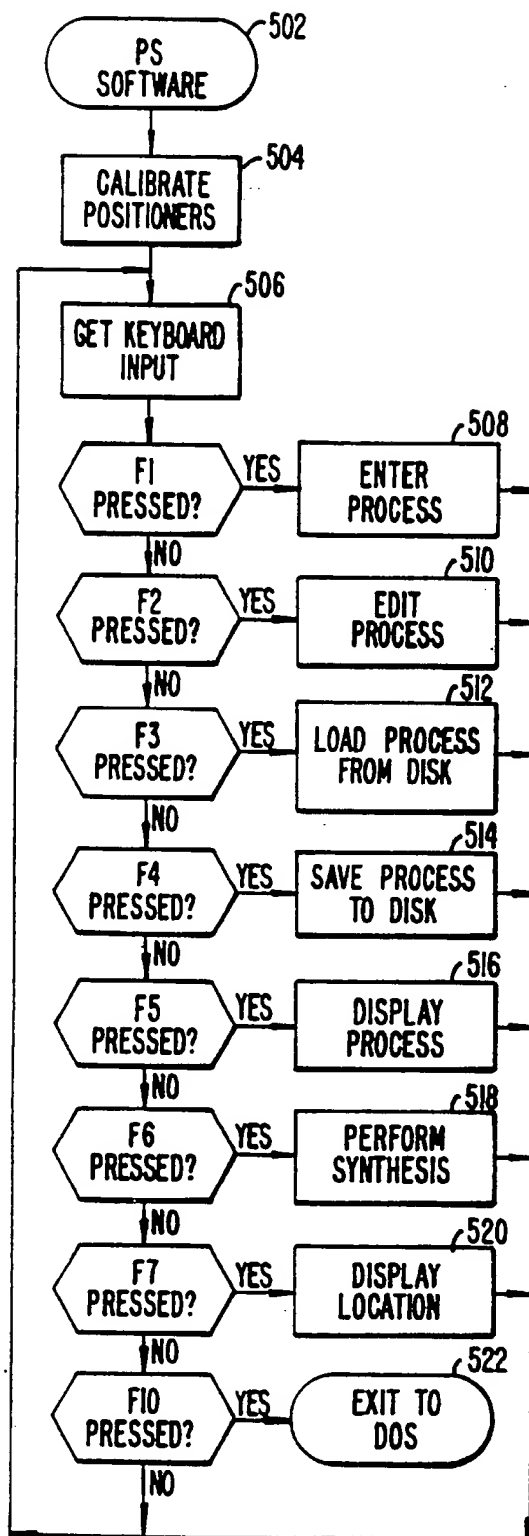 502
PS
SOFTWARE
504
CALIBRATE
POSITIONERS
506
GET KEYBOARD
INPUT
508
F1
PRESSED?
YES
ENTER
PROCESS
NO
510
F2
PRESSED?
YES
EDIT
PROCESS
NO
512
F3
PRESSED?
YES
LOAD PROCESS
FROM DISK
NO
514
F4
PRESSED?
YES
SAVE PROCESS
TO DISK
NO
516
F5
PRESSED?
YES
DISPLAY
PROCESS
NO
518
F6
PRESSED?
YES
PERFORM
SYNTHESIS
NO
520
F7
PRESSED?
YES
DISPLAY
LOCATION
NO
522
F10
PRESSED?
YES
EXIT TO
DOS
NO